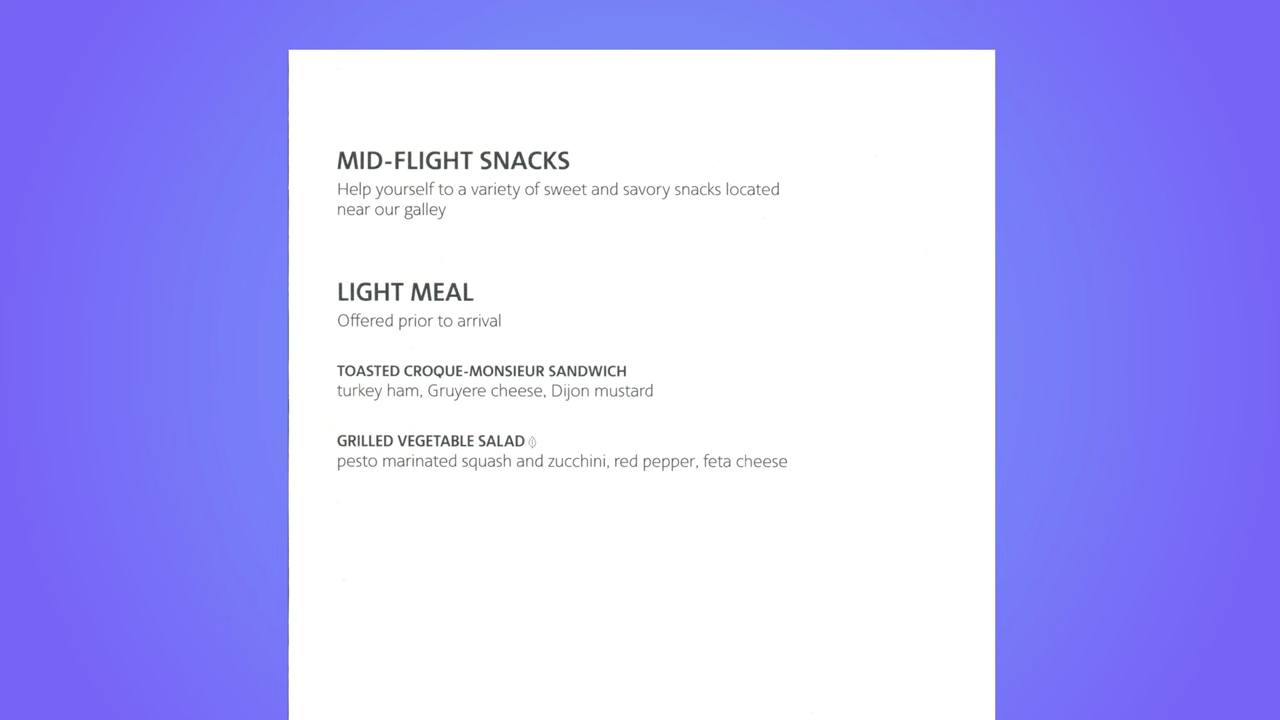 MID-FLIGHT SNACKS
Help yourself to a variety of sweet and savory snacks located
near our galley
LIGHT MEAL
Offered prior to arrival
TOASTED CROQUE-MONSIEUR SANDWICH
turkey ham, Gruyere cheese, Dijon mustard
GRILLED VEGETABLE SALAD
pesto marinated squash and zucchini, red pepper, feta cheese